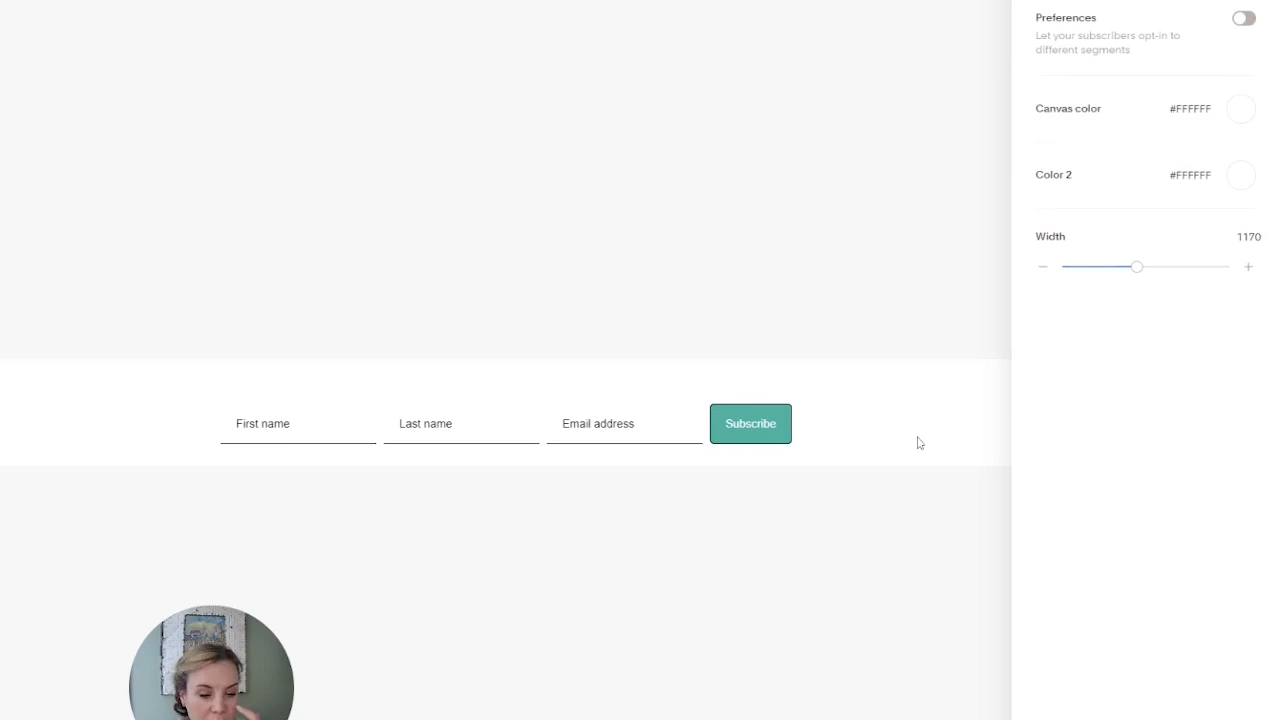 Preferences
Let your subscribers opt-in to
different segments
Canvas color #FFFFFF
Color 2 #FFFFFF
Width 1170
First name Last name Email address Subscribe